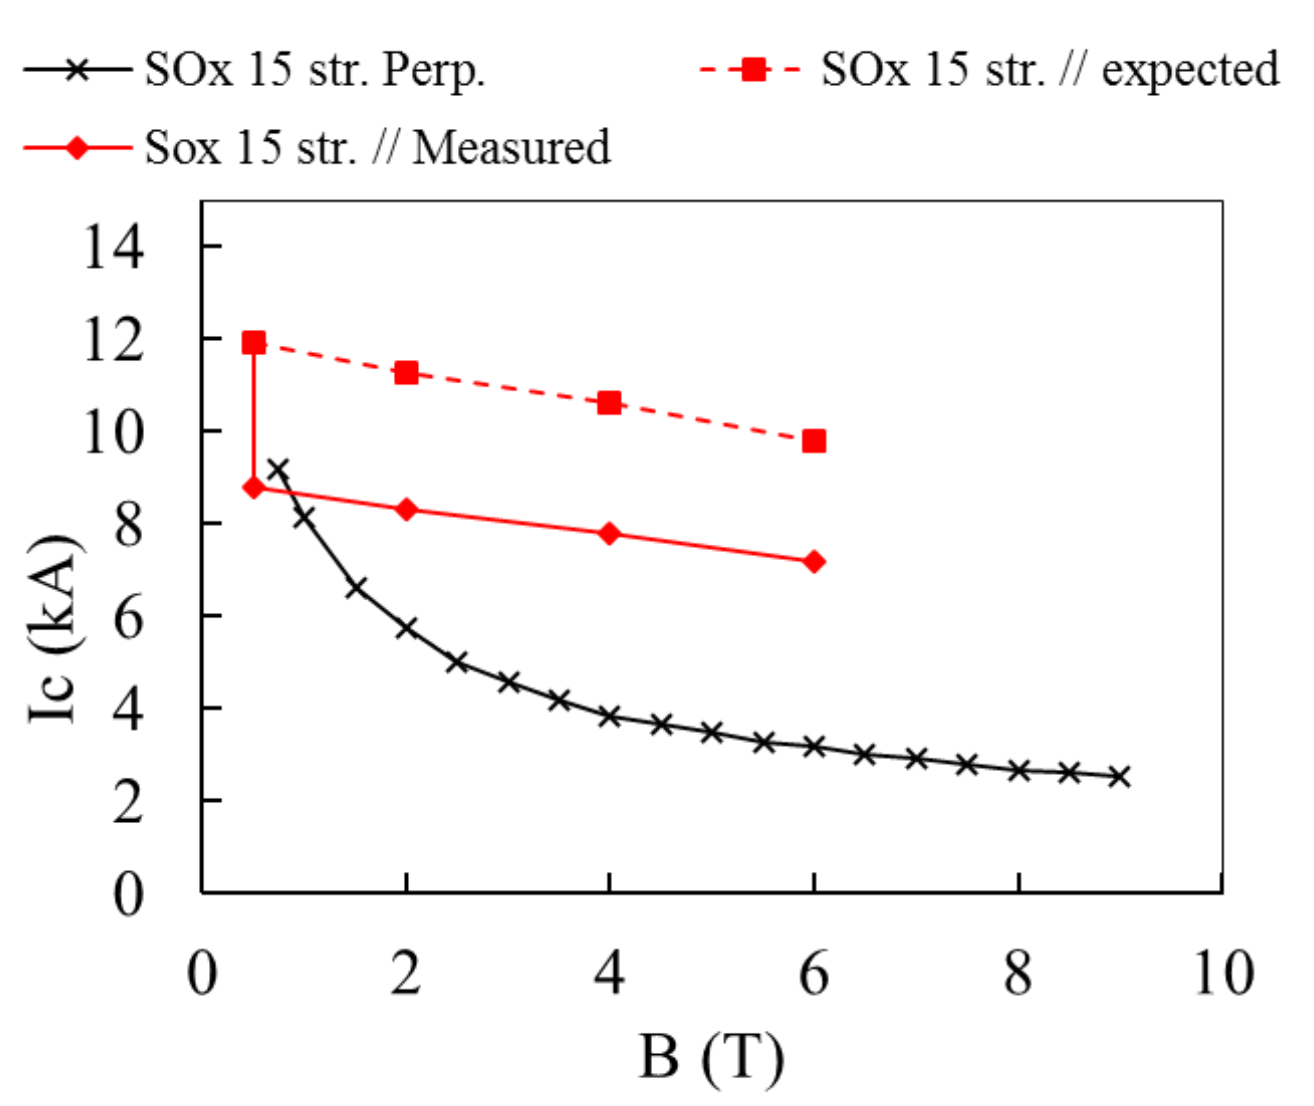 SOx 15 str. Perp.
SOx 15 str. // expected
Sox 15 str. // Measured
14
12
10
8
6
4
2
0
Ic (kA)
0 2 4 6 8 10
B (T)